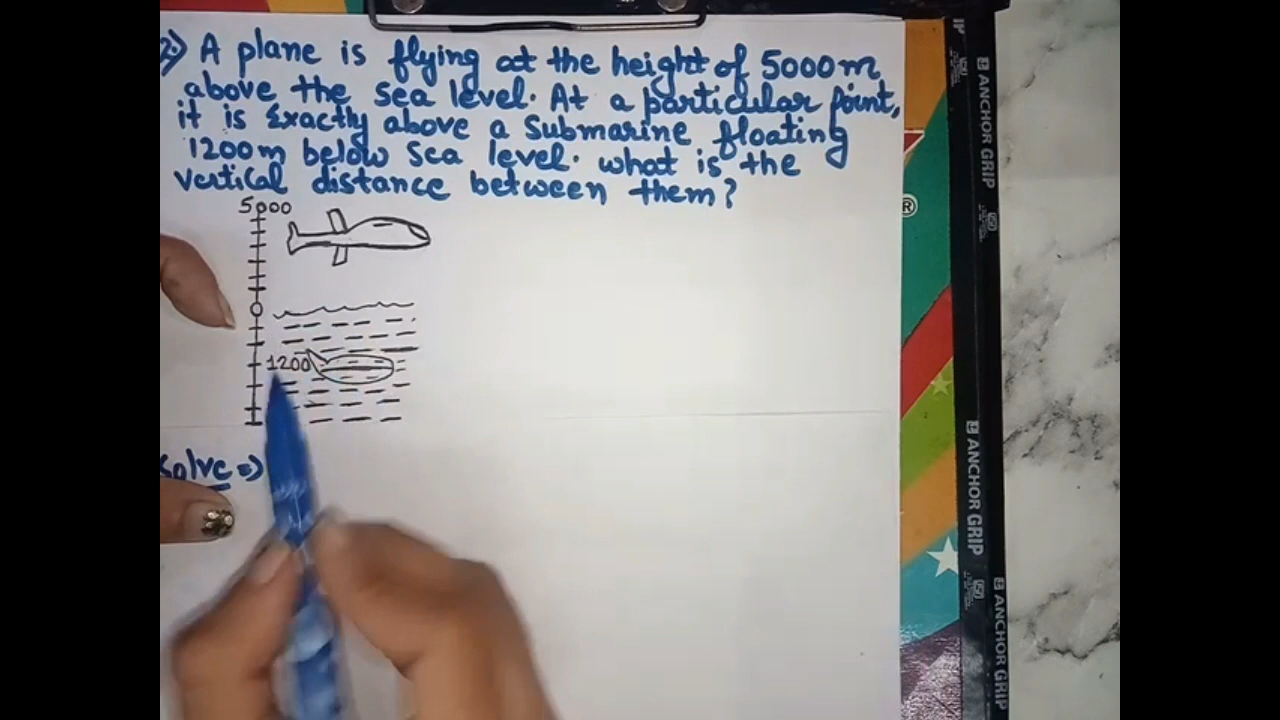 2.) A plane is flying at the height of 5000m
above the sea level. At a particular point,
it is Exactly above a Submarine floating
1200m below Sea level. what is the
vertical distance between them?
5000
0
1200
Solve =>
®
ANCHOR GRIP
ANCHOR GRIP
ANCHOR GRIP